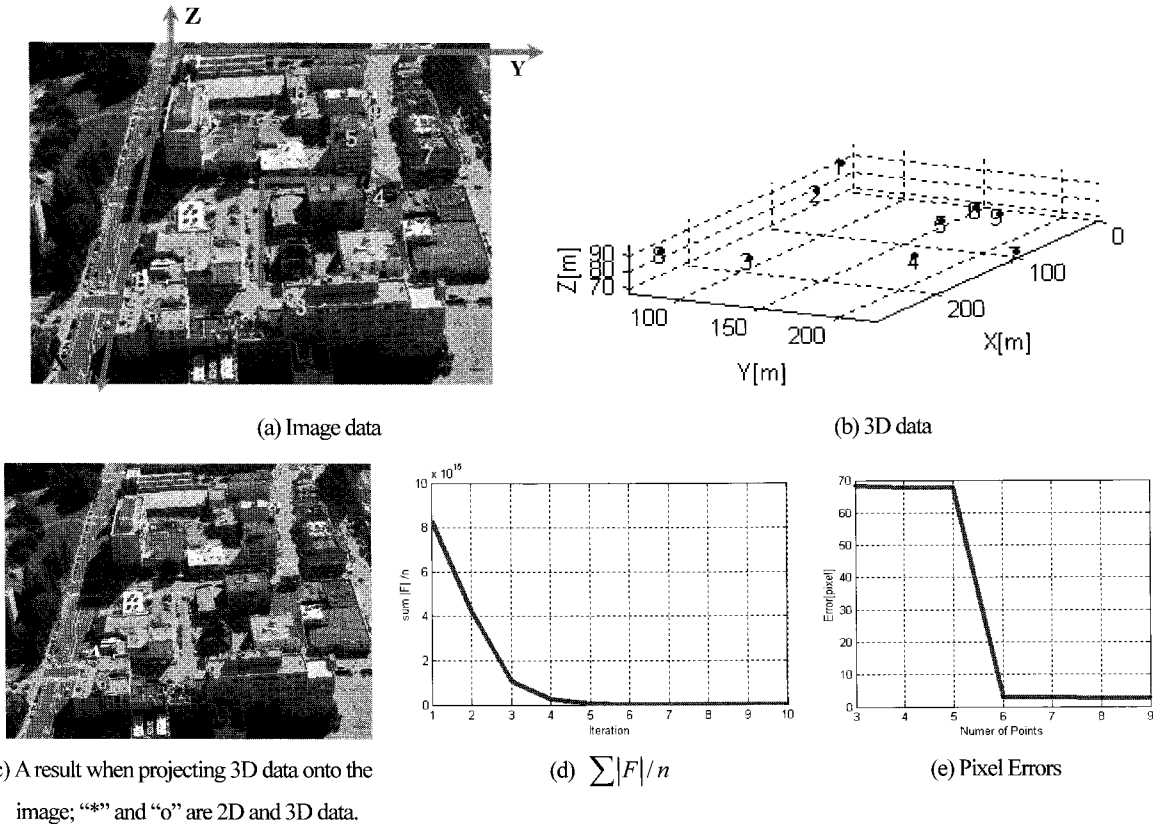 Z
Y
5
7
4
X
(a) Image data
1
2
8
3
5
6
9
4
90
80
70
Z[m]
100
150
200
Y[m]
0
100
200
X[m]
(b) 3D data
) A result when projecting 3D data onto the
image; “*” and “o” are 2D and 3D data.
x 10
10
8
6
4
2
0
sum |F| /n
1 2 3 4 5 6 7 8 9 10
Iteration
(d) ∑|F|/n
70
60
50
40
30
20
10
0
Error[pixel]
3 4 5 6 7 8 9
Numer of Points
(e) Pixel Errors